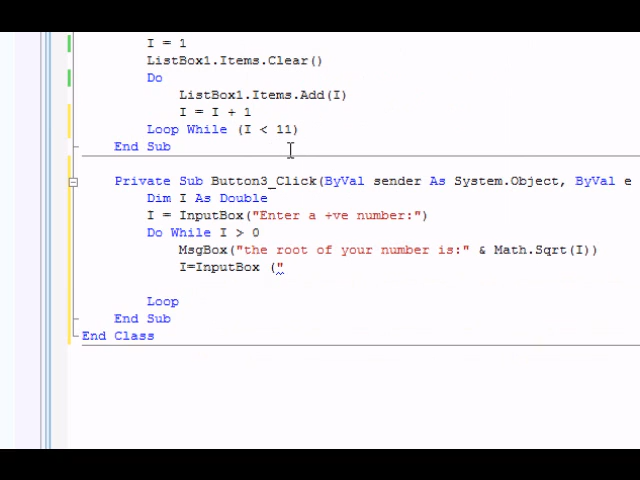 I = 1
ListBox1.Items.Clear()
Do
ListBox1.Items.Add(I)
I = I + 1
Loop While (I < 11)
End Sub
Private Sub Button3_Click(ByVal sender As System.Object, ByVal e
Dim I As Double
I = InputBox("Enter a +ve number:")
Do While I > 0
MsgBox("the root of your number is:" & Math.Sqrt(I))
I=InputBox ("
Loop
End Sub
End Class